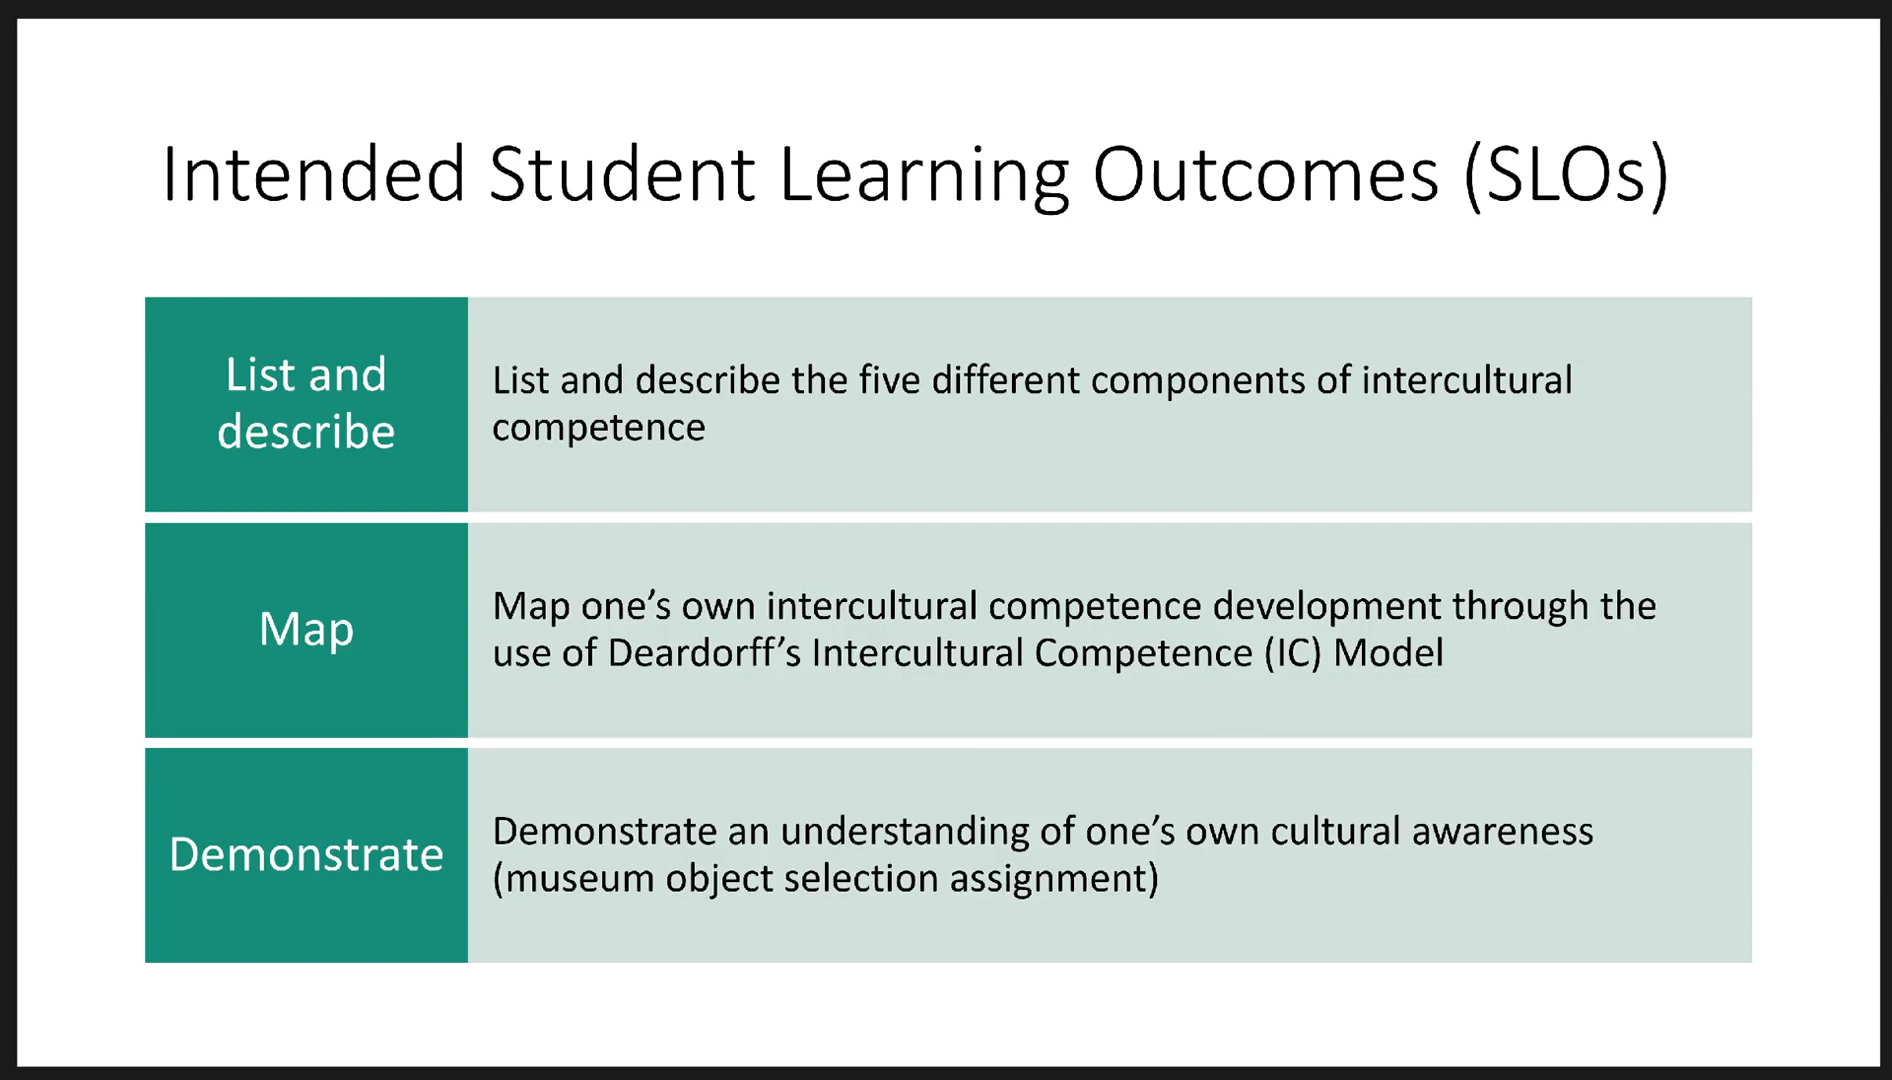 Intended Student Learning Outcomes (SLOs)
List and
describe
List and describe the five different components of intercultural
competence
Map
Map one’s own intercultural competence development through the
use of Deardorff’s Intercultural Competence (IC) Model
Demonstrate
Demonstrate an understanding of one’s own cultural awareness
(museum object selection assignment)